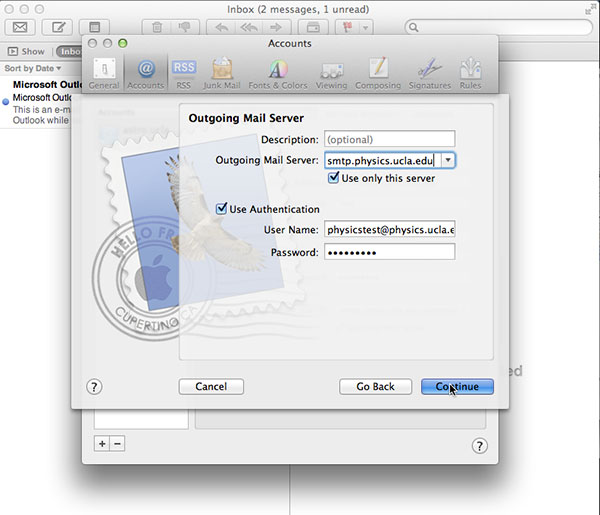 Inbox (2 messages, 1 unread)
Show
Inbo
Sort by Date
Accounts
General
Accounts
RSS
RSS
Junk Mail
Fonts & Colors
Viewing
Composing
Signatures
Rules
Microsoft Outlo
Microsoft Outlo
This is an e-m
Outlook while
Outgoing Mail Server
Description:
(optional)
Outgoing Mail Server:
smtp.physics.ucla.edu
Use only this server
Use Authentication
User Name:
physicstest@physics.ucla.e
Password:
•••••••••
HELLO FR
CUPERTINO CA
ed
?
Cancel
Go Back
Continue
+
−
?